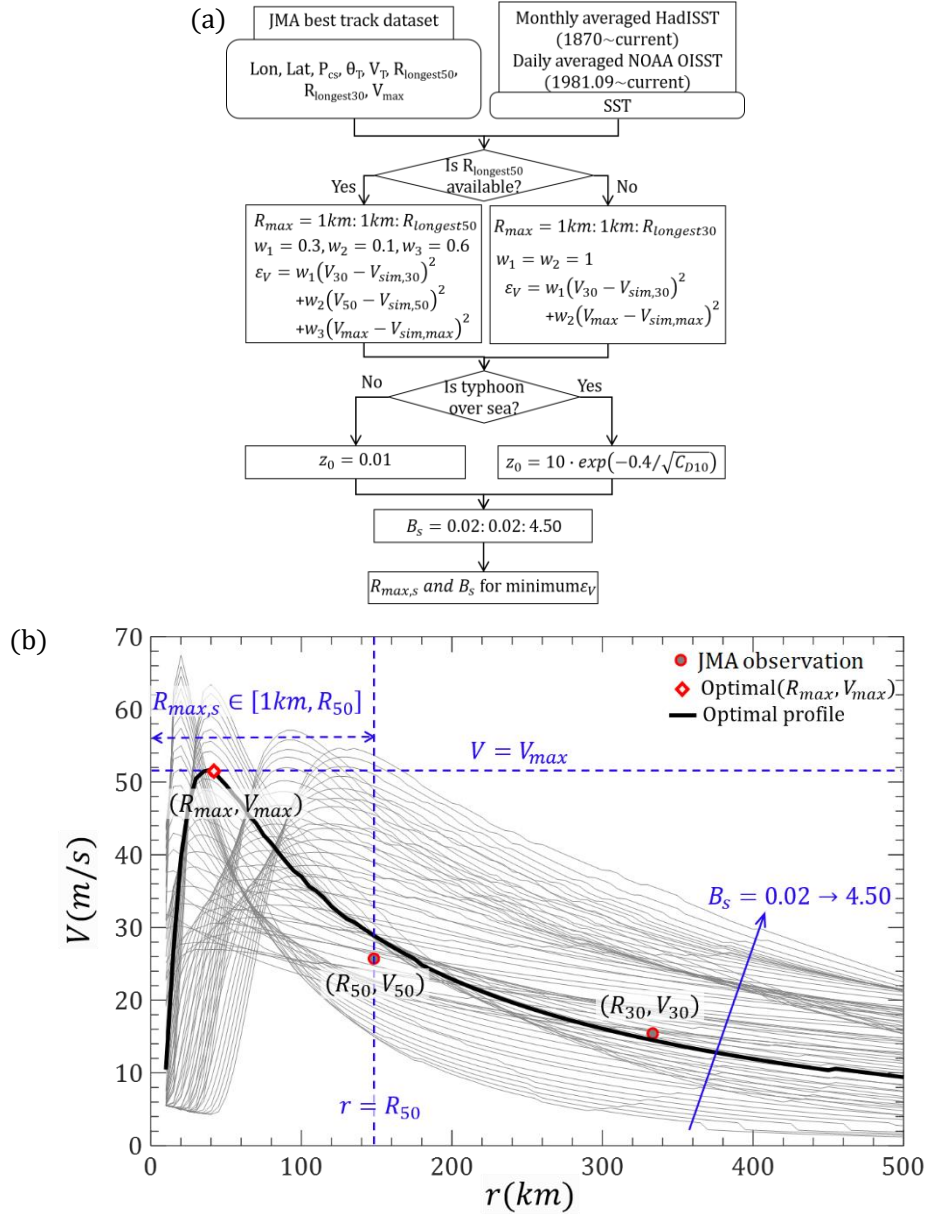 (a)
JMA best track dataset
Lon, Lat, P_cs, θ_T, V_T, R_longest50,
R_longest30, V_max
Monthly averaged HadISST
(1870~current)
Daily averaged NOAA OISST
(1981.09~current)
SST
Is R_longest50
available?
Yes
No
R_max = 1km: 1km: R_longest50
w_1 = 0.3, w_2 = 0.1, w_3 = 0.6
ε_V = w_1(V_30 − V_sim,30)^2
+w_2(V_50 − V_sim,50)^2
+w_3(V_max − V_sim,max)^2
R_max = 1km: 1km: R_longest30
w_1 = w_2 = 1
ε_V = w_1(V_30 − V_sim,30)^2
+w_2(V_max − V_sim,max)^2
No
Yes
Is typhoon
over sea?
z_0 = 0.01
z_0 = 10 · exp(−0.4/√C_D10)
B_s = 0.02: 0.02: 4.50
R_max,s and B_s for minimumε_V
(b)
70
60
50
40
30
20
10
0
V(m/s)
JMA observation
Optimal(R_max, V_max)
Optimal profile
R_max,s ∈ [1km, R_50]
V = V_max
(R_max, V_max)
B_s = 0.02 → 4.50
(R_50, V_50)
(R_30, V_30)
r = R_50
0 100 200 300 400 500
r(km)